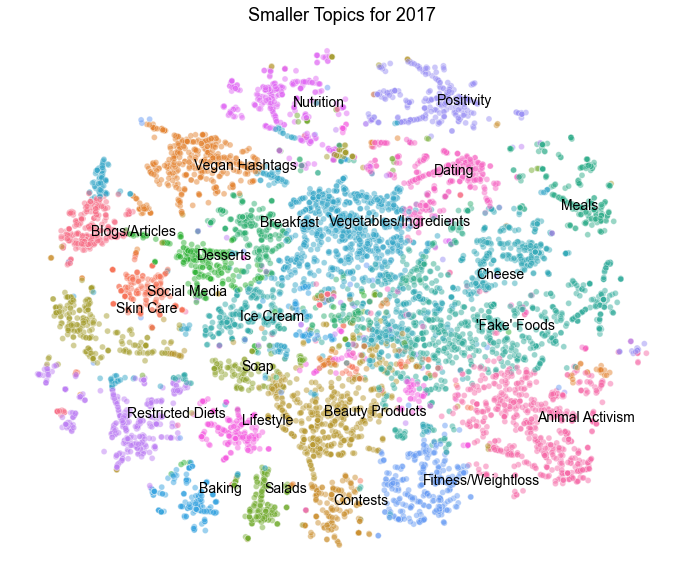 Smaller Topics for 2017
Nutrition
Positivity
Vegan Hashtags
Dating
Meals
Breakfast
Vegetables/Ingredients
Blogs/Articles
Desserts
Cheese
Social Media
Skin Care
Ice Cream
'Fake' Foods
Soap
Restricted Diets
Lifestyle
Beauty Products
Animal Activism
Baking
Salads
Contests
Fitness/Weightloss